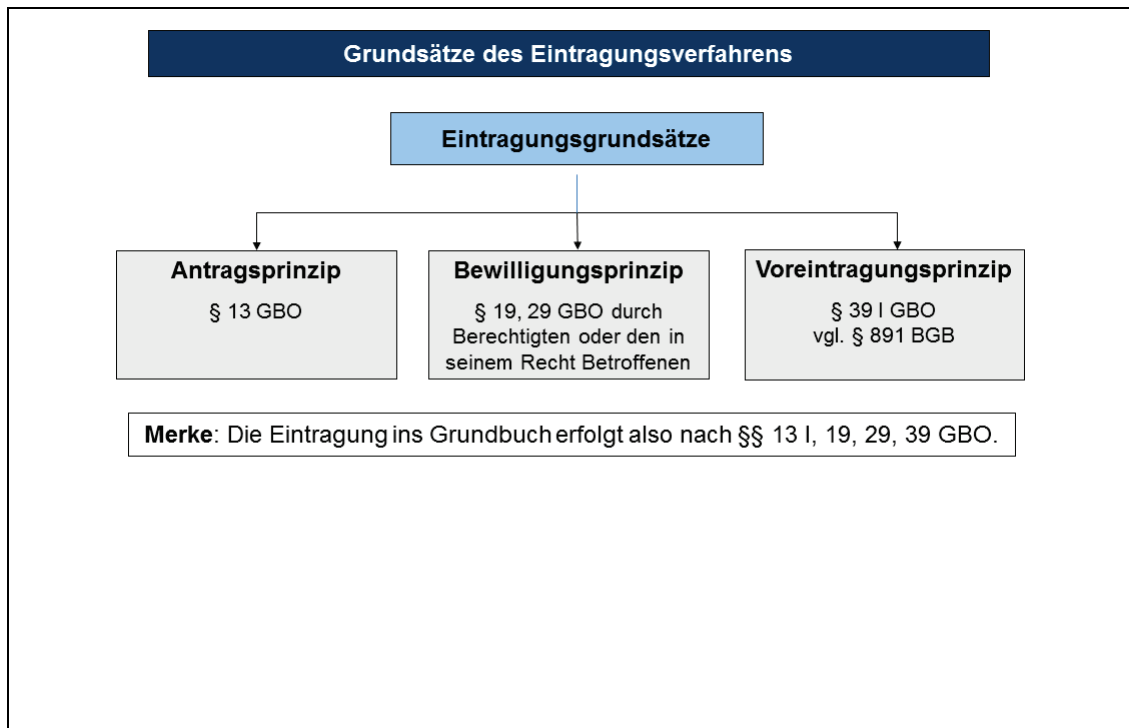 Grundsätze des Eintragungsverfahrens
Eintragungsgrundsätze
Antragsprinzip
§ 13 GBO
Bewilligungsprinzip
§ 19, 29 GBO durch
Berechtigten oder den in
seinem Recht Betroffenen
Voreintragungsprinzip
§ 39 I GBO
vgl. § 891 BGB
Merke: Die Eintragung ins Grundbuch erfolgt also nach §§ 13 I, 19, 29, 39 GBO.